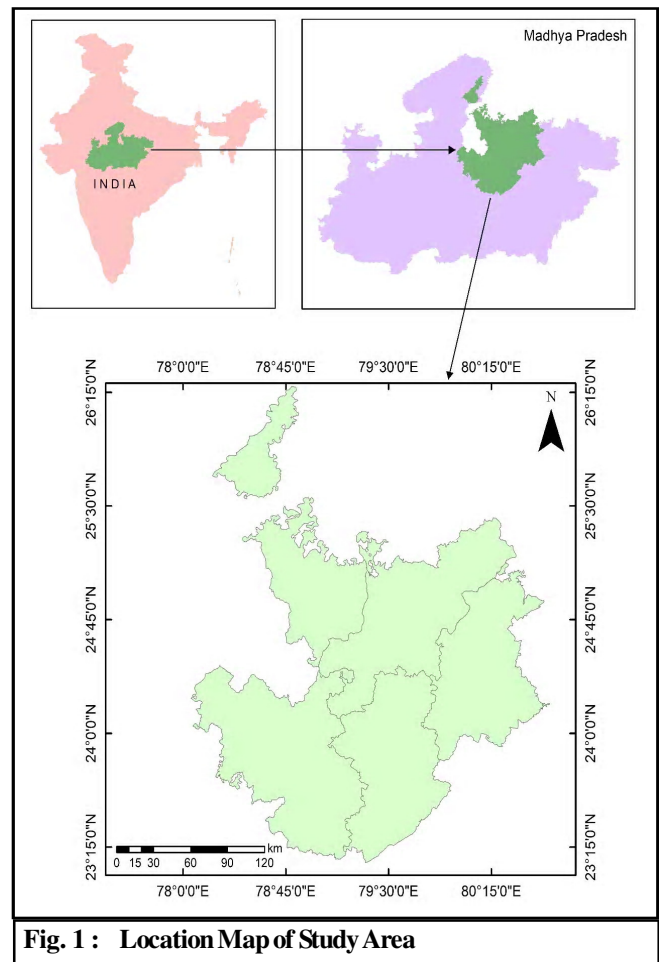 Madhya Pradesh
INDIA
78°0'0"E 78°45'0"E 79°30'0"E 80°15'0"E
26°15'0"N
25°30'0"N
24°45'0"N
24°0'0"N
23°15'0"N
N
26°15'0"N
25°30'0"N
24°45'0"N
24°0'0"N
23°15'0"N
km
0 15 30 60 90 120
78°0'0"E 78°45'0"E 79°30'0"E 80°15'0"E
Fig. 1 : Location Map of Study Area